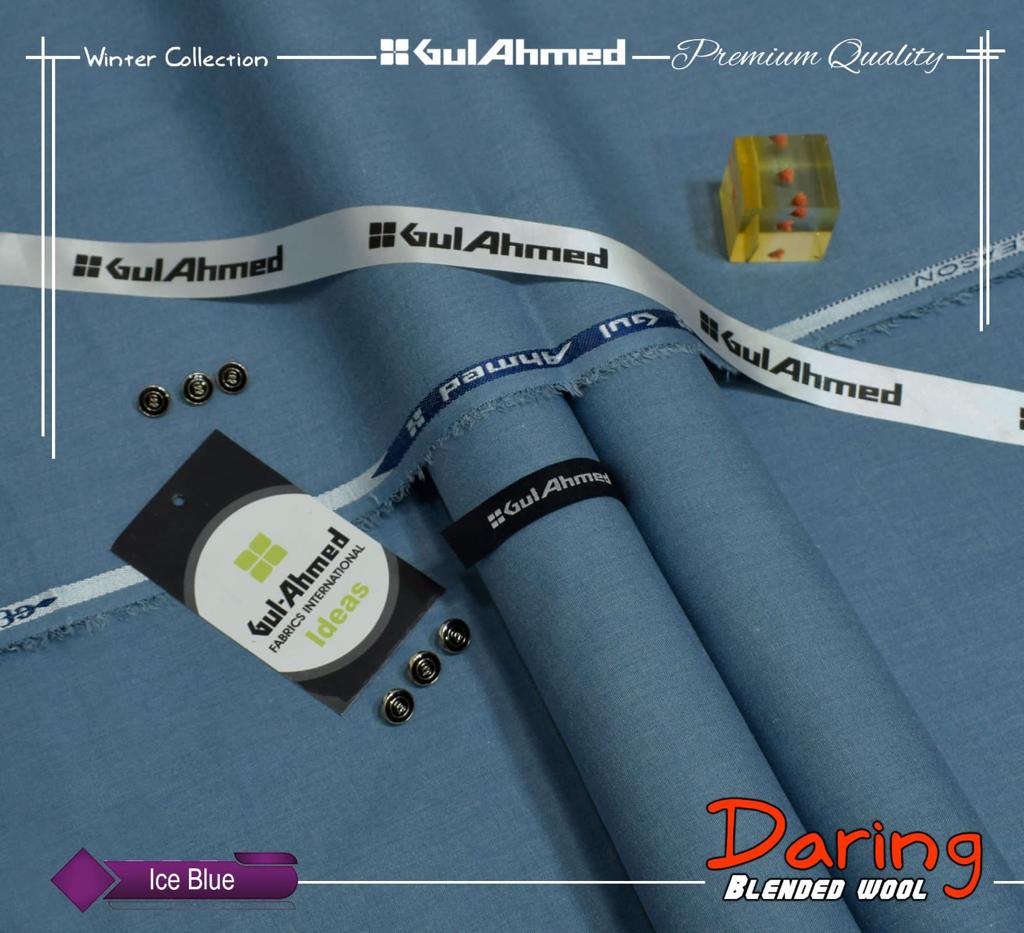 Winter Collection
GulAhmed
Premium Quality
GulAhmed
GulAhmed
GulAhmed
Gul Ahmed
GulAhmed
Gul-Ahmed
FABRICS INTERNATIONAL
Ideas
Ice Blue
Daring
BLENDED WOOL